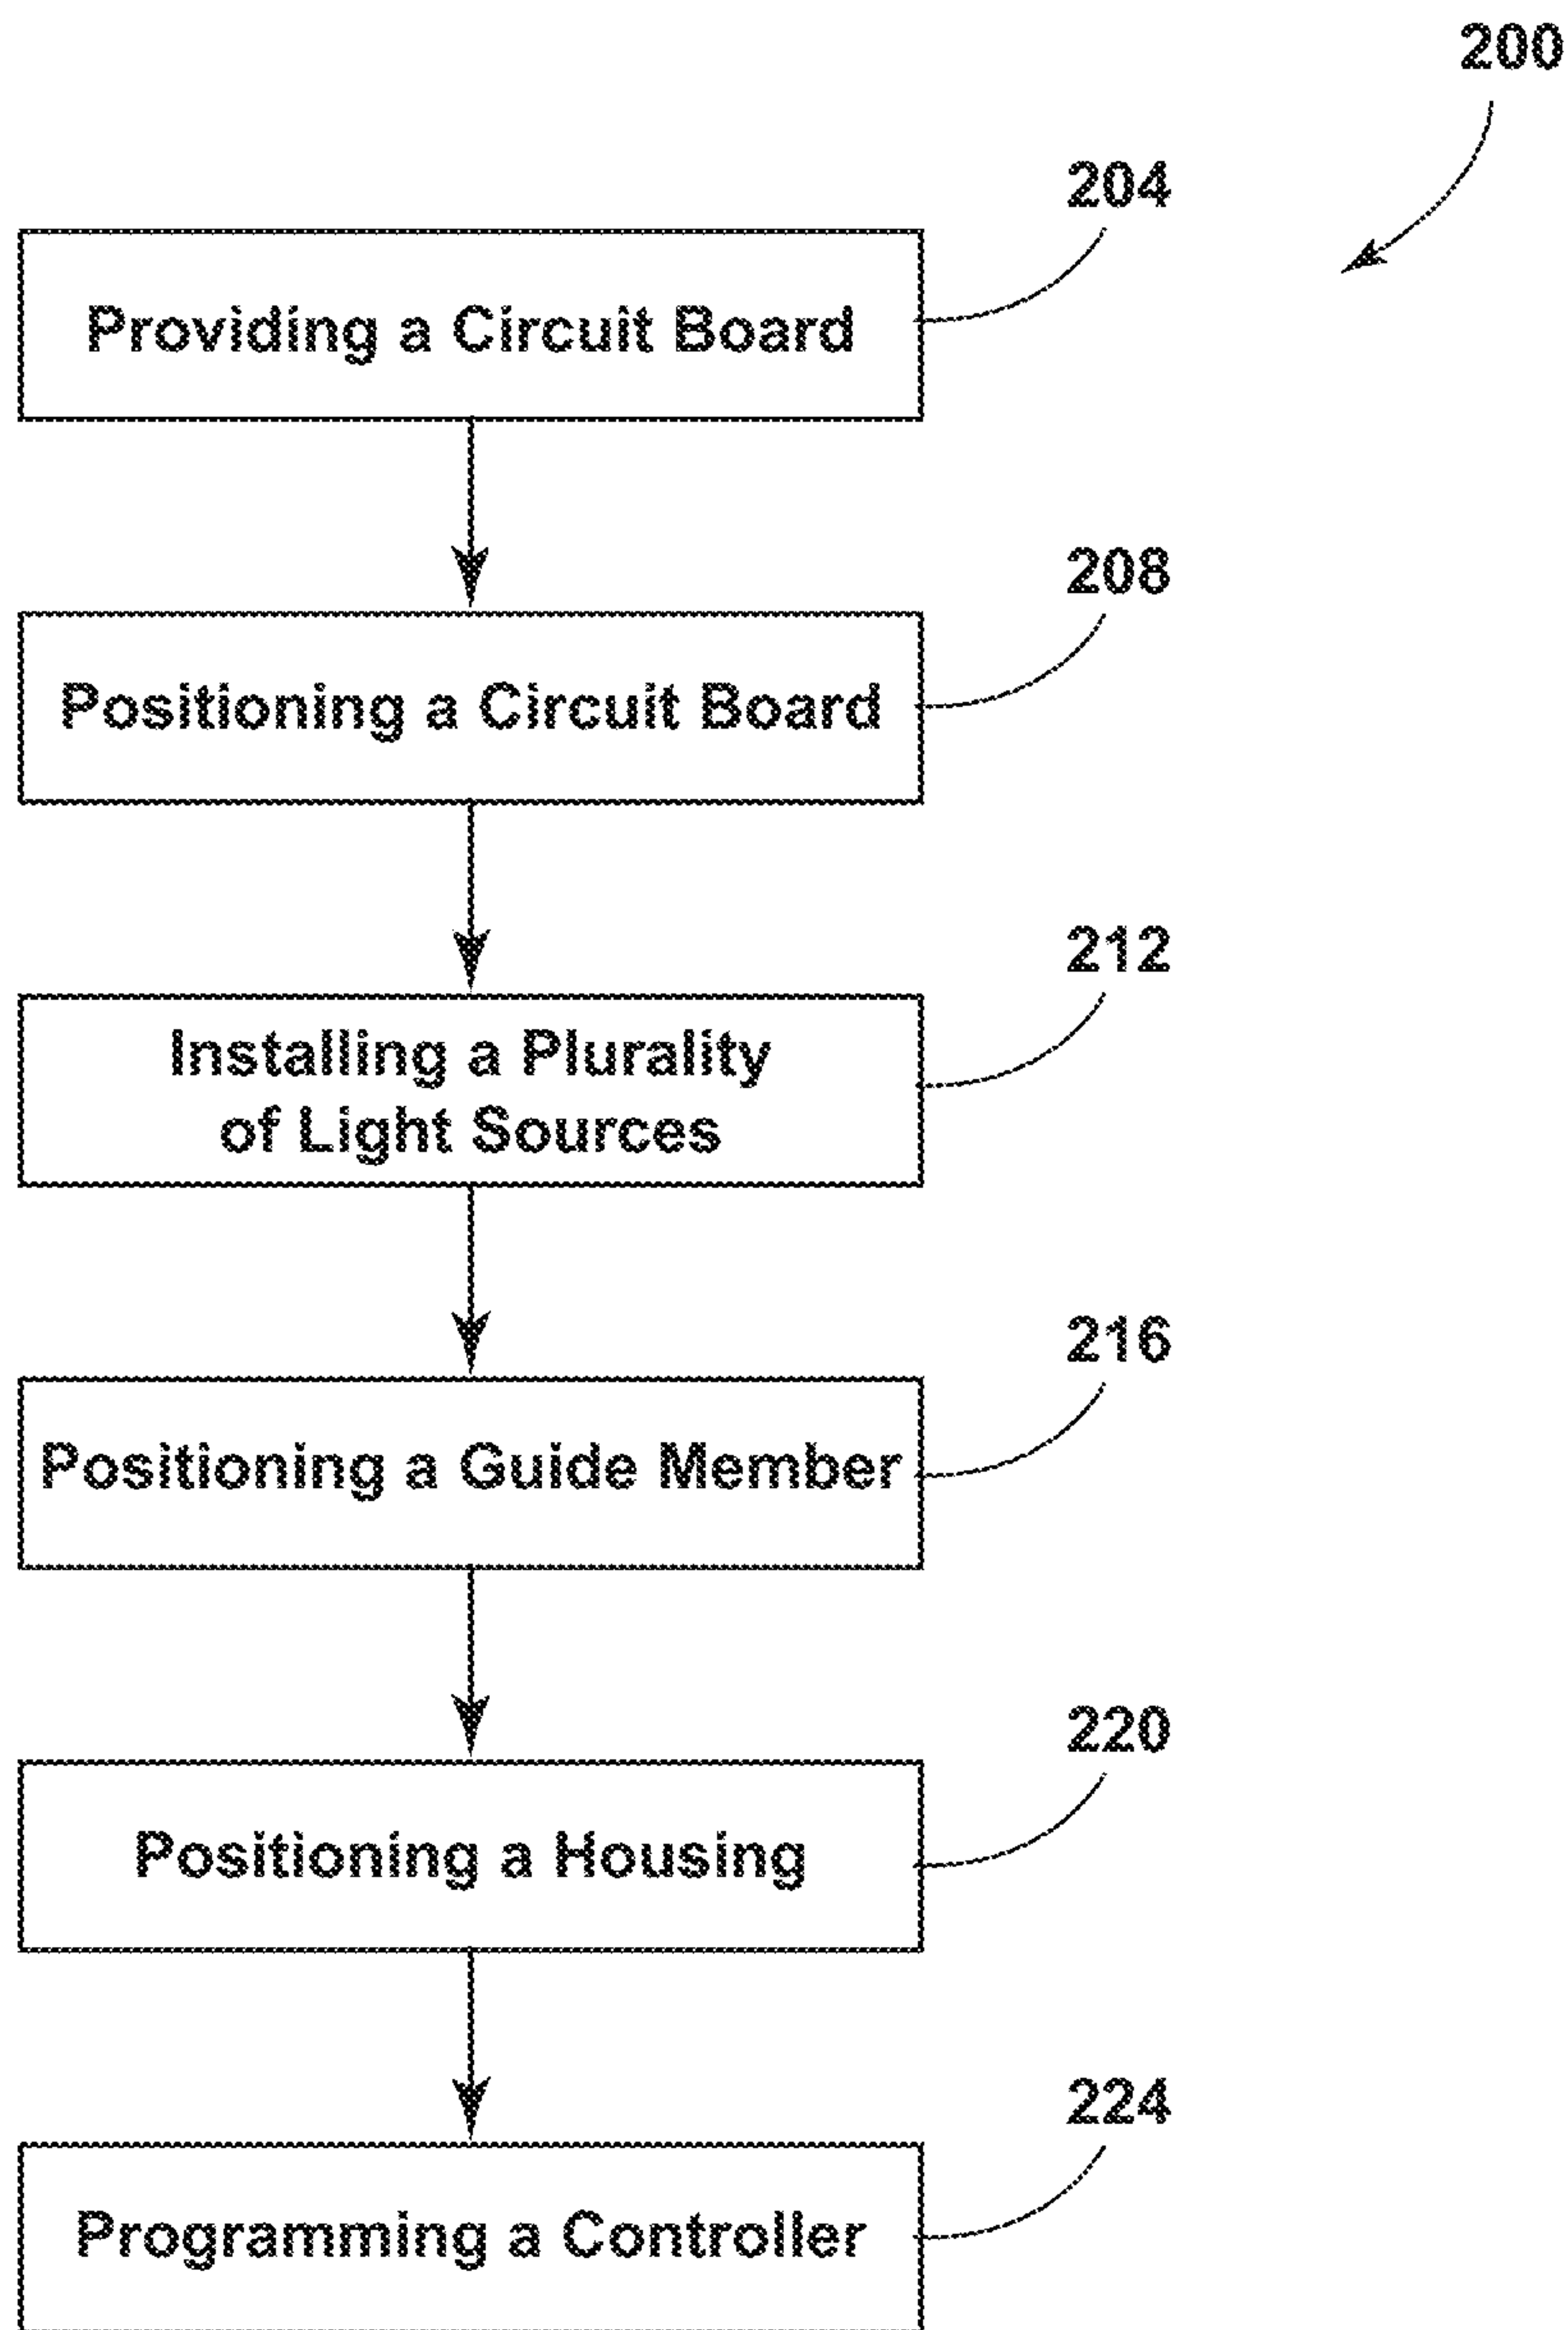 200
204
Providing a Circuit Board
208
Positioning a Circuit Board
212
Installing a Plurality
of Light Sources
216
Positioning a Guide Member
220
Positioning a Housing
224
Programming a Controller